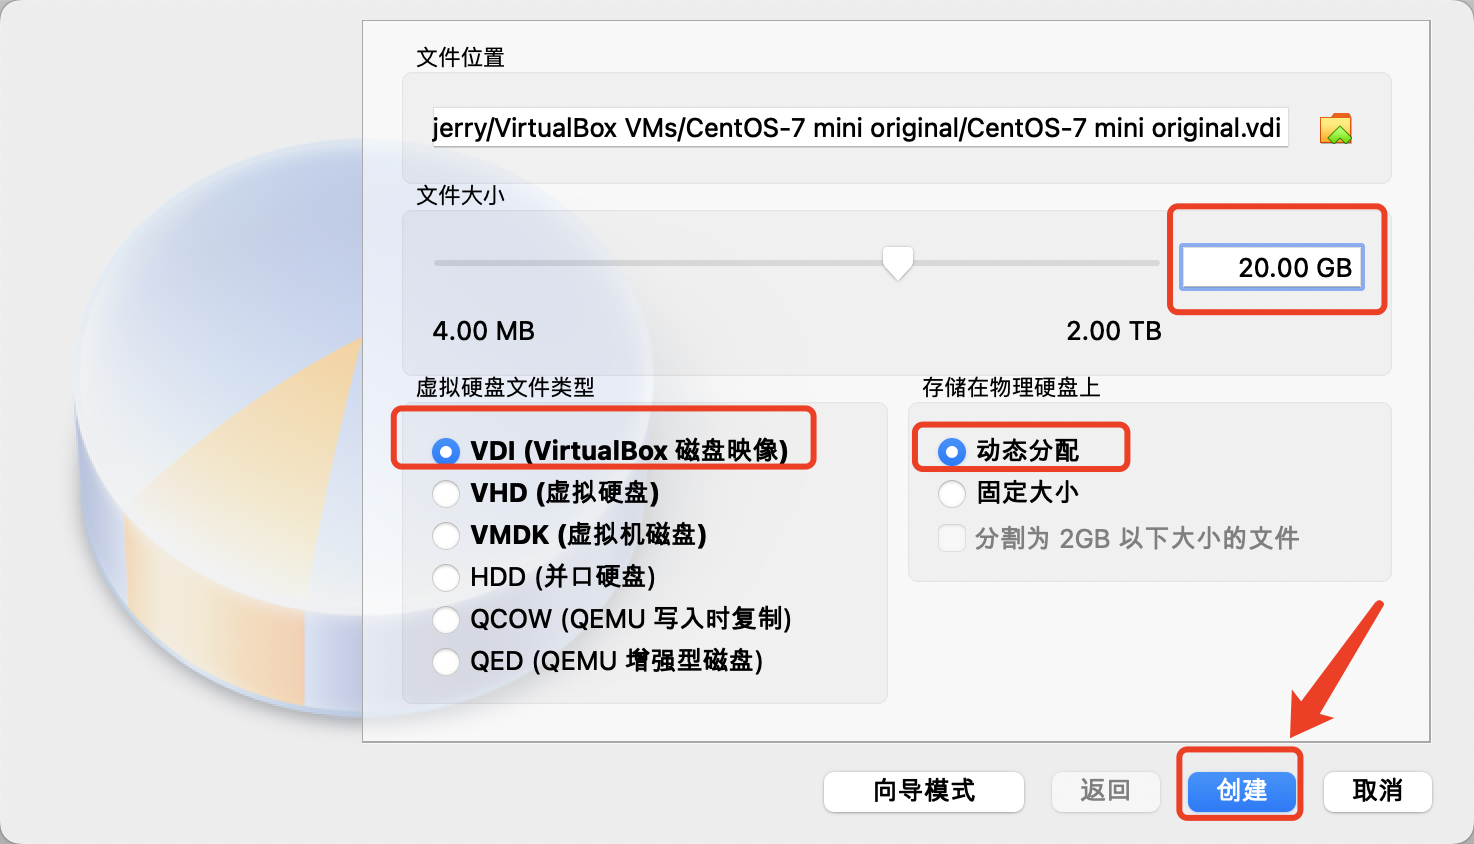 文件位置
jerry/VirtualBox VMs/CentOS-7 mini original/CentOS-7 mini original.vdi
文件大小
20.00 GB
4.00 MB
2.00 TB
虚拟硬盘文件类型
VDI (VirtualBox 磁盘映像)
VHD (虚拟硬盘)
VMDK (虚拟机磁盘)
HDD (并口硬盘)
QCOW (QEMU 写入时复制)
QED (QEMU 增强型磁盘)
存储在物理硬盘上
动态分配
固定大小
分割为 2GB 以下大小的文件
向导模式
返回
创建
取消